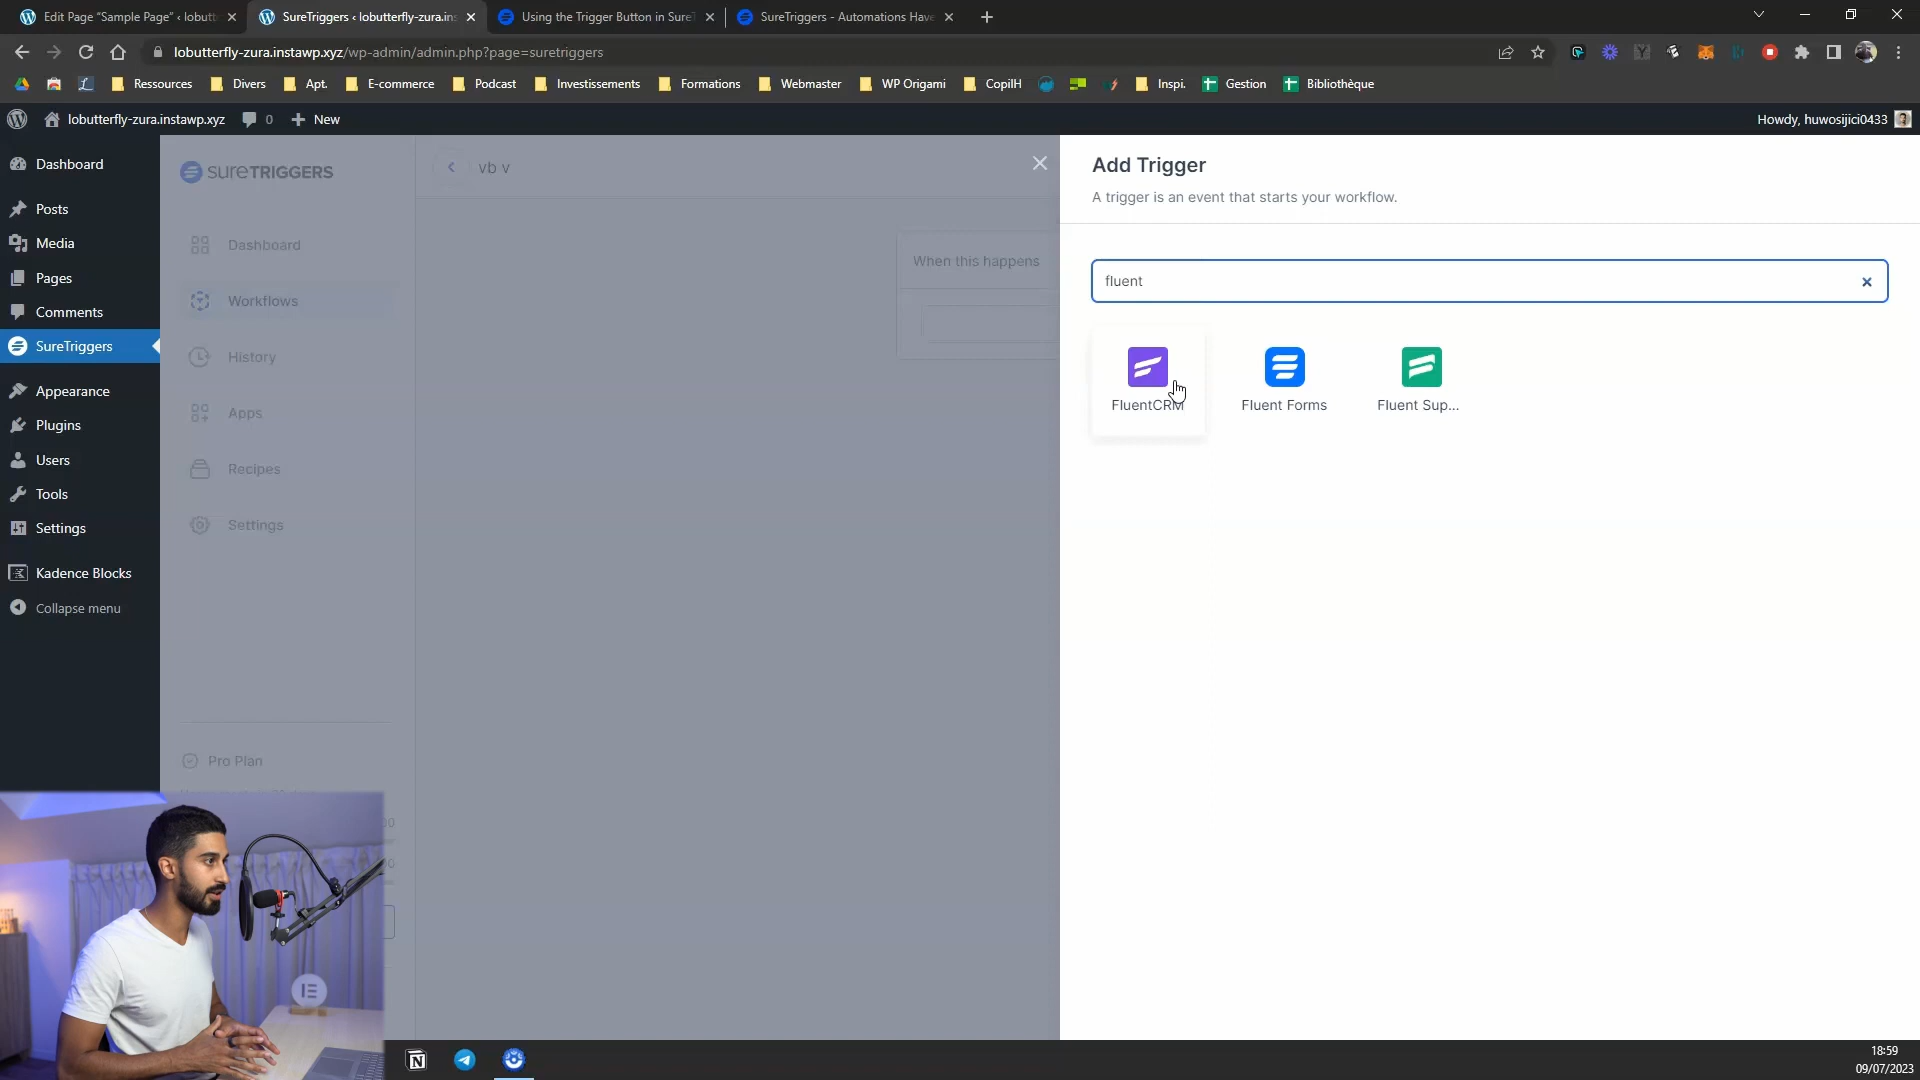 Edit Page "Sample Page" ‹ lobutt
SureTriggers ‹ lobutterfly-zura.ins
Using the Trigger Button in SureT
SureTriggers - Automations Have
lobutterfly-zura.instawp.xyz/wp-admin/admin.php?page=suretriggers
Ressources
Divers
Apt.
E-commerce
Podcast
Investissements
Formations
Webmaster
WP Origami
CopilH
Inspi.
Gestion
Bibliothèque
lobutterfly-zura.instawp.xyz
0
New
Howdy, huwosijici0433
Dashboard
Posts
Media
Pages
Comments
SureTriggers
Appearance
Plugins
Users
Tools
Settings
Kadence Blocks
Collapse menu
SureTRIGGERS
Dashboard
Workflows
History
Apps
Recipes
Settings
Pro Plan
vb v
When this happens
Add Trigger
A trigger is an event that starts your workflow.
fluent
FluentCRM
Fluent Forms
Fluent Sup...
18:59
09/07/2023